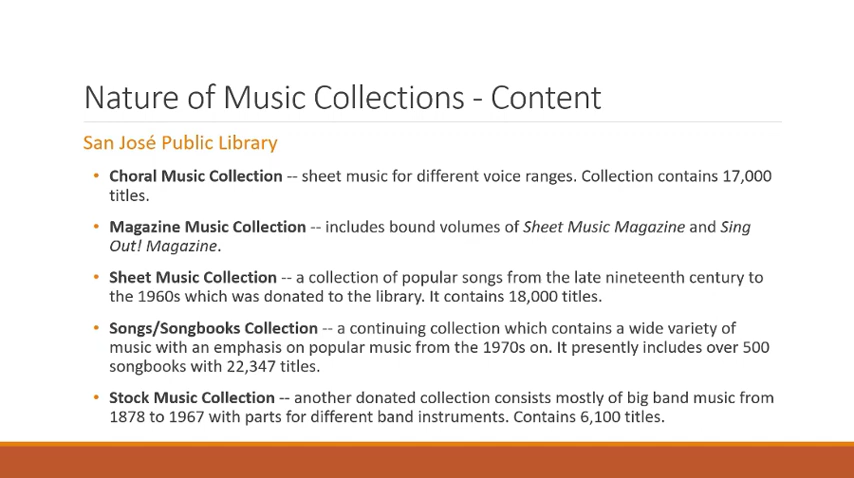 Nature of Music Collections - Content
San José Public Library
• Choral Music Collection -- sheet music for different voice ranges. Collection contains 17,000
titles.
• Magazine Music Collection -- includes bound volumes of Sheet Music Magazine and Sing
Out! Magazine.
• Sheet Music Collection -- a collection of popular songs from the late nineteenth century to
the 1960s which was donated to the library. It contains 18,000 titles.
• Songs/Songbooks Collection -- a continuing collection which contains a wide variety of
music with an emphasis on popular music from the 1970s on. It presently includes over 500
songbooks with 22,347 titles.
• Stock Music Collection -- another donated collection consists mostly of big band music from
1878 to 1967 with parts for different band instruments. Contains 6,100 titles.